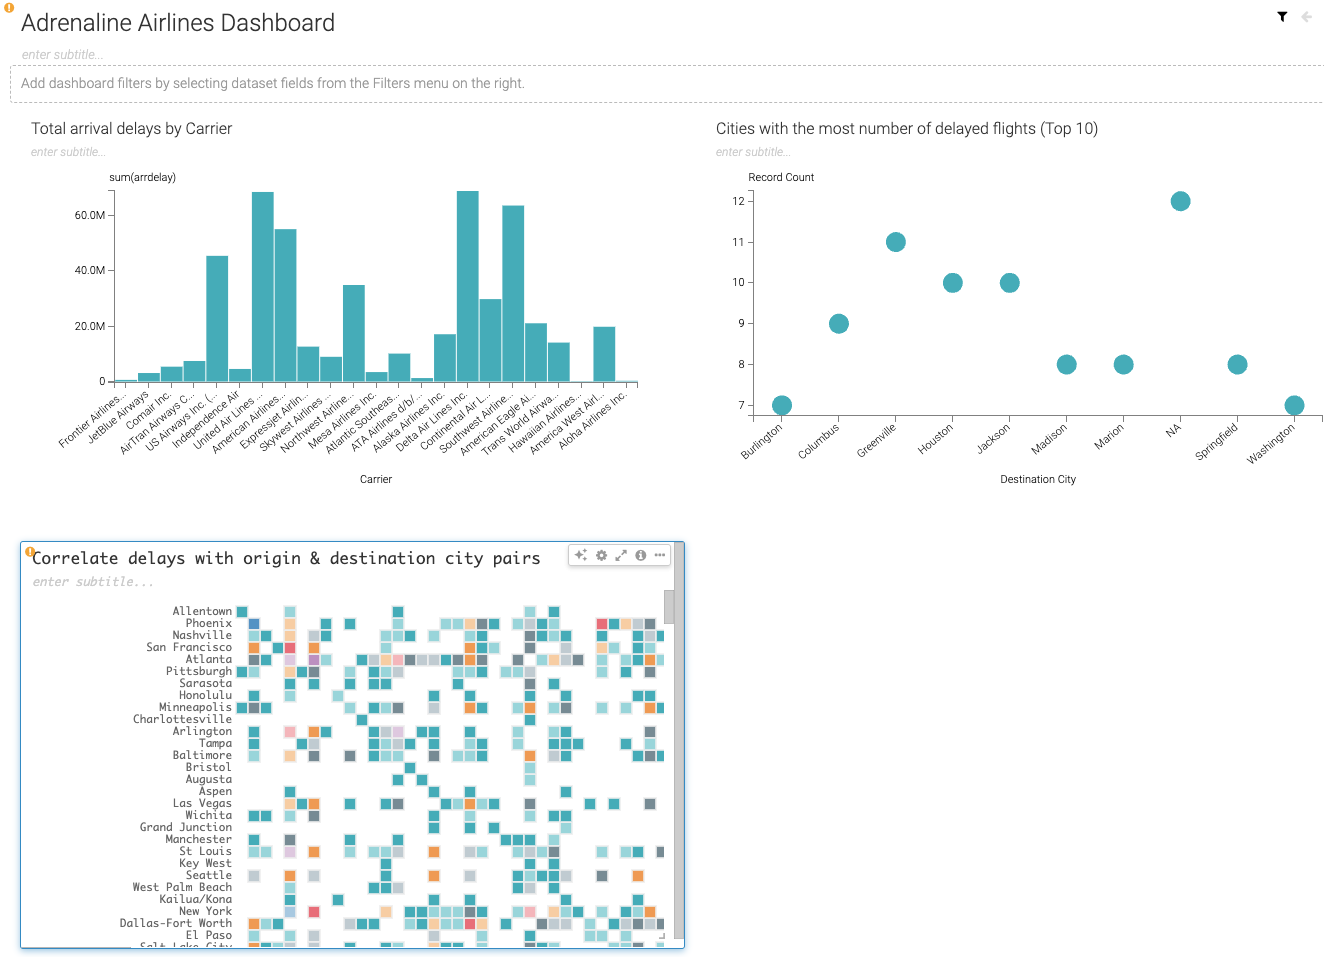 Adrenaline Airlines Dashboard
enter subtitle...
Add dashboard filters by selecting dataset fields from the Filters menu on the right.
Total arrival delays by Carrier
enter subtitle...
sum(arrdelay)
60.0M
40.0M
20.0M
0
Frontier Airlines...
JetBlue Airways
Comair Inc.
AirTran Airways C...
US Airways Inc. (...
Independence Air
United Air Lines ...
American Airlines...
Expressjet Airlin...
Skywest Airlines ...
Northwest Airline...
Mesa Airlines Inc.
Atlantic Southeas...
ATA Airlines d/b/...
Alaska Airlines Inc.
Delta Air Lines Inc.
Continental Air L...
Southwest Airline...
American Eagle Ai...
Trans World Airwa...
Hawaiian Airlines...
America West Airl...
Aloha Airlines Inc.
Carrier
Cities with the most number of delayed flights (Top 10)
enter subtitle...
Record Count
12
11
10
9
8
7
Burlington
Columbus
Greenville
Houston
Jackson
Madison
Marion
NA
Springfield
Washington
Destination City
Correlate delays with origin & destination city pairs
enter subtitle...
Allentown
Phoenix
Nashville
San Francisco
Atlanta
Pittsburgh
Sarasota
Honolulu
Minneapolis
Charlottesville
Arlington
Tampa
Baltimore
Bristol
Augusta
Aspen
Las Vegas
Wichita
Grand Junction
Manchester
St Louis
Key West
Seattle
West Palm Beach
Kailua/Kona
New York
Dallas-Fort Worth
El Paso
Salt Lake City